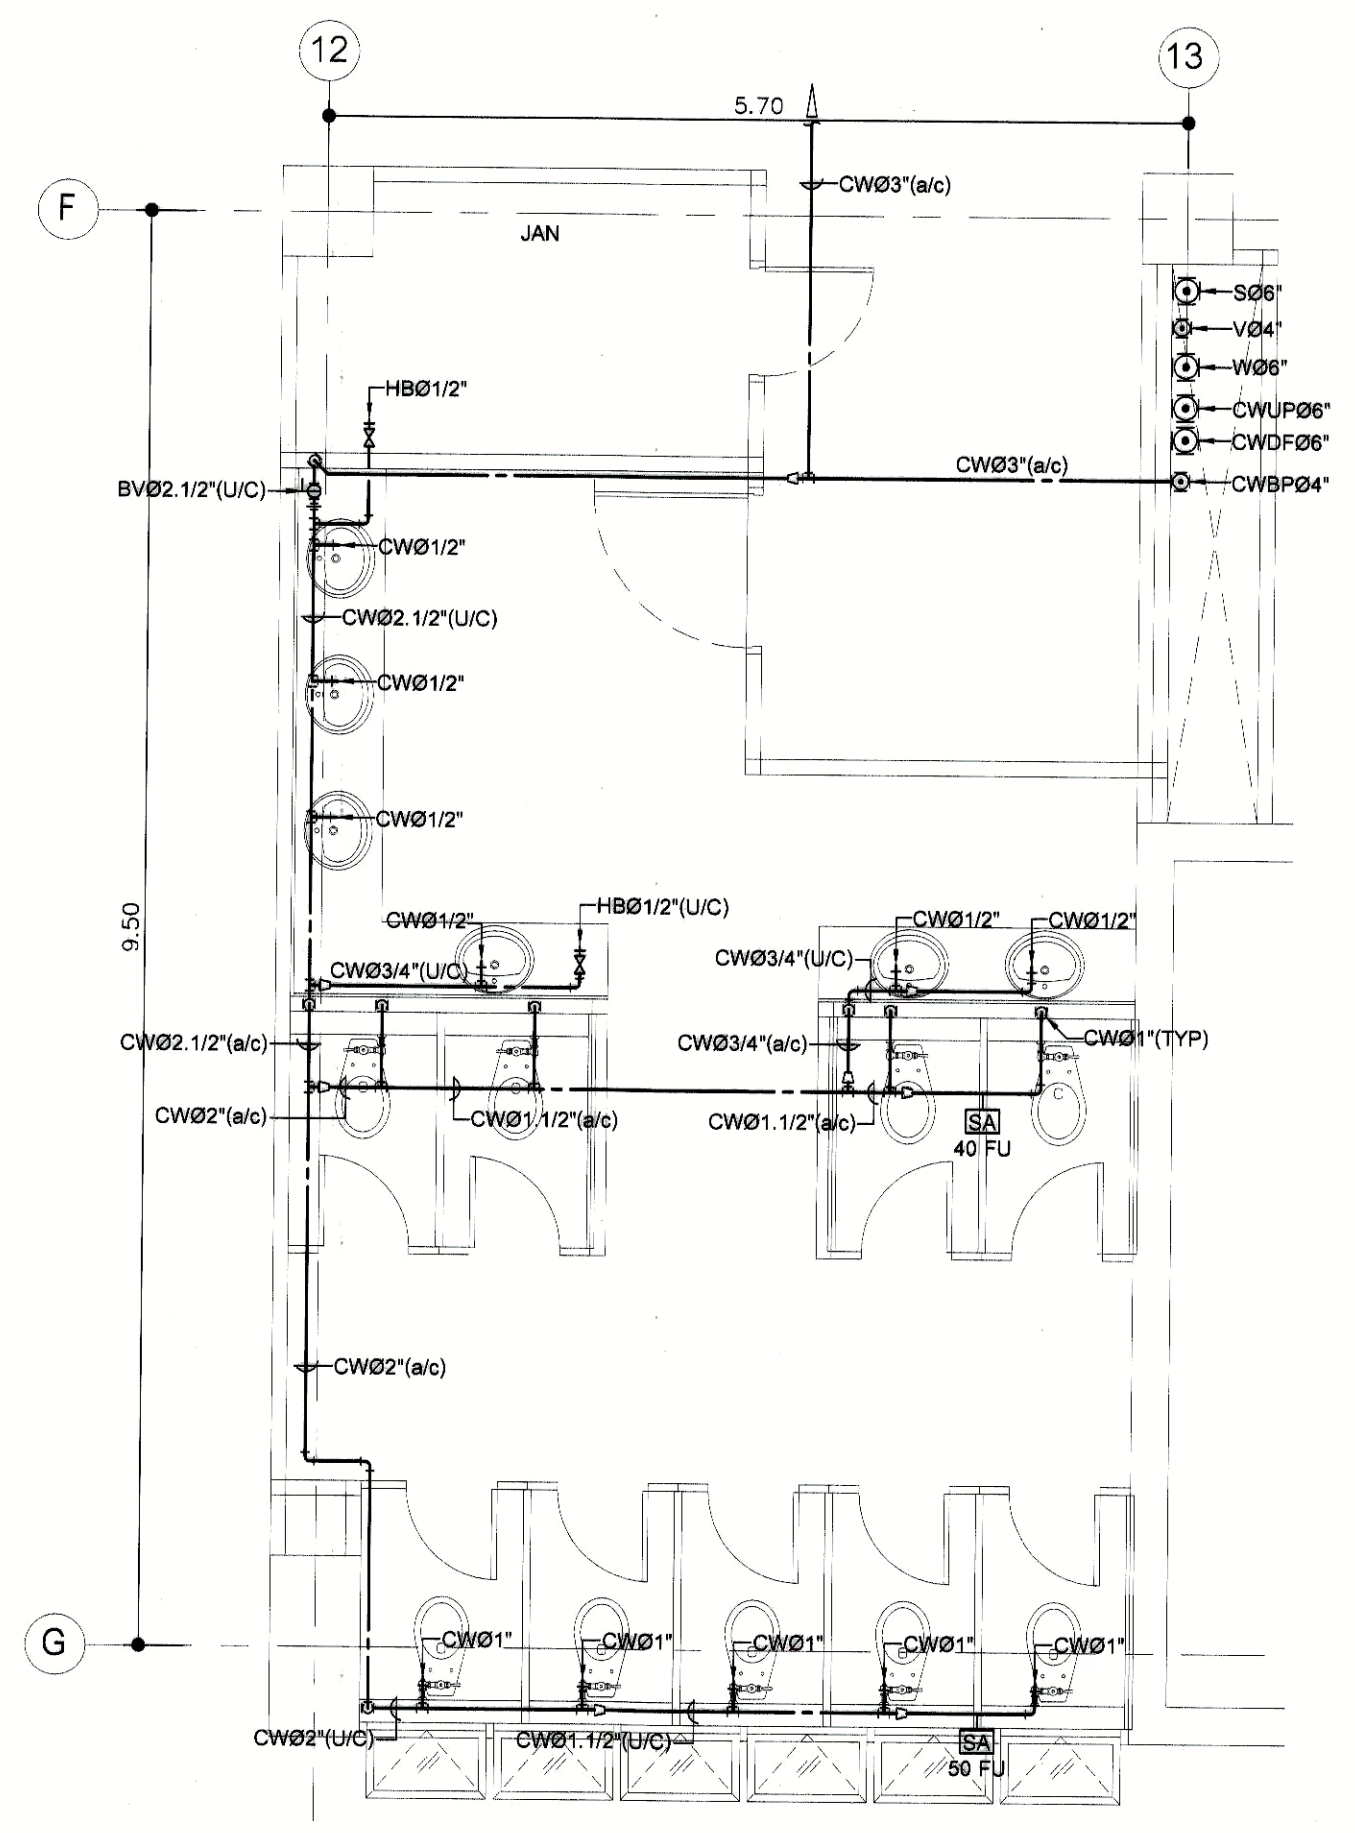 12
13
5.70
CWØ3"(a/c)
F
JAN
SØ6"
VØ4"
WØ6"
HBØ1/2"
CWUPØ6"
CWDFØ6"
CWØ3"(a/c)
BVØ2.1/2"(U/C)
CWBPØ4"
CWØ1/2"
CWØ2.1/2"(U/C)
CWØ1/2"
CWØ1/2"
9.50
CWØ1/2"
HBØ1/2"(U/C)
CWØ1/2"
CWØ1/2"
CWØ3/4"(U/C)
CWØ3/4"(U/C)
CWØ2.1/2"(a/c)
CWØ3/4"(a/c)
CWØ1"(TYP)
CWØ2"(a/c)
CWØ1.1/2"(a/c)
CWØ1.1/2"(a/c)
SA
40 FU
CWØ2"(a/c)
G
CWØ1"
CWØ1"
CWØ1"
CWØ1"
CWØ1"
CWØ2"(U/C)
CWØ1.1/2"(U/C)
SA
50 FU